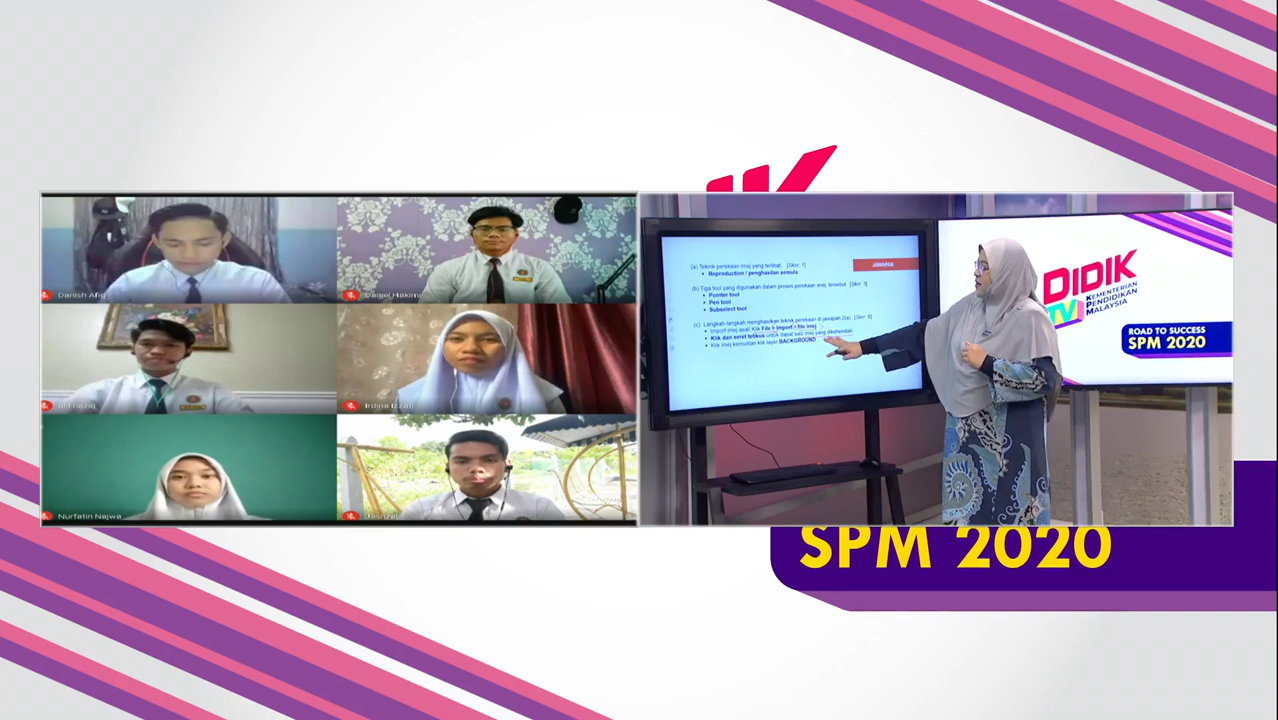 Danish Afiq
Daniel Hakimi
Irdina Izzati
Nurfatin Najwa
JAWAPAN
(a) Teknik perekaan imej yang terlibat. [Skor: 1]
• Reproduction / penghasilan semula
(b) Tiga tool yang digunakan dalam proses perekaan imej tersebut. [Skor: 3]
• Pointer tool
• Pen tool
• Subselect tool
(c) Langkah-langkah menghasilkan teknik perekaan di jawapan 2(a). [Skor: 6]
• Import imej asal: Klik File > Import > file imej
• Klik dan seret tetikus untuk dapat saiz imej yang dikehendaki
• Klik imej kemudian klik layer BACKGROUND
DIDIK
TV
KEMENTERIAN
PENDIDIKAN
MALAYSIA
ROAD TO SUCCESS
SPM 2020
SPM 2020